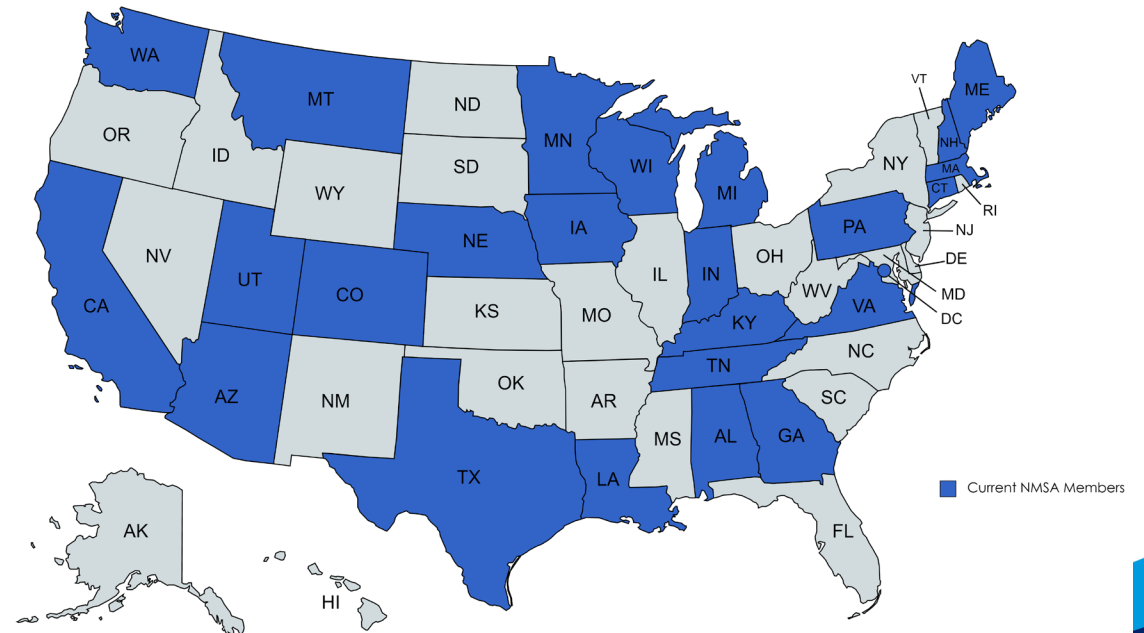 WA
MT
ND
MN
VT
ME
OR
ID
SD
WI
MI
NY
NH
MA
CT
RI
WY
NE
IA
PA
NJ
NV
UT
CO
IL
IN
OH
DE
CA
KS
MO
WV
VA
MD
KY
DC
AZ
NM
OK
AR
TN
NC
SC
TX
LA
MS
AL
GA
Current NMSA Members
AK
FL
HI